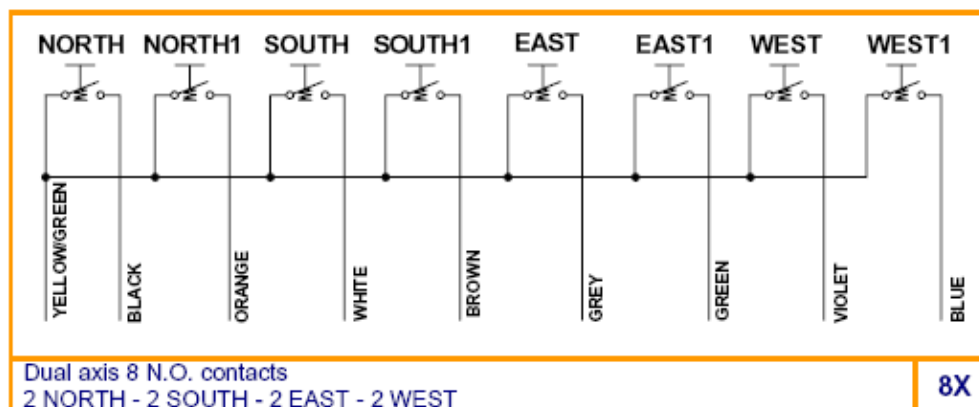 NORTH NORTH1 SOUTH SOUTH1 EAST EAST1 WEST WEST1
YELLOW/GREEN
BLACK
ORANGE
WHITE
BROWN
GREY
GREEN
VIOLET
BLUE
Dual axis 8 N.O. contacts
2 NORTH - 2 SOUTH - 2 EAST - 2 WEST
8X